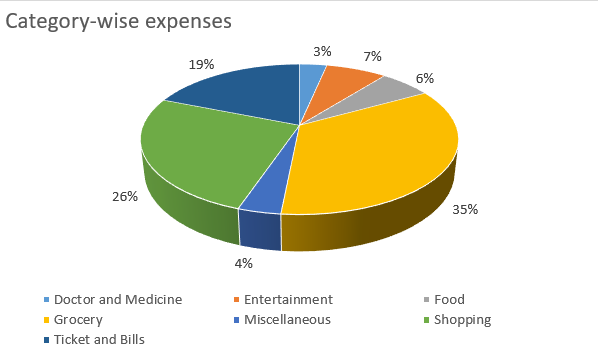 Category-wise expenses
3%
7%
19%
6%
26%
35%
4%
Doctor and Medicine Entertainment Food
Grocery Miscellaneous Shopping
Ticket and Bills